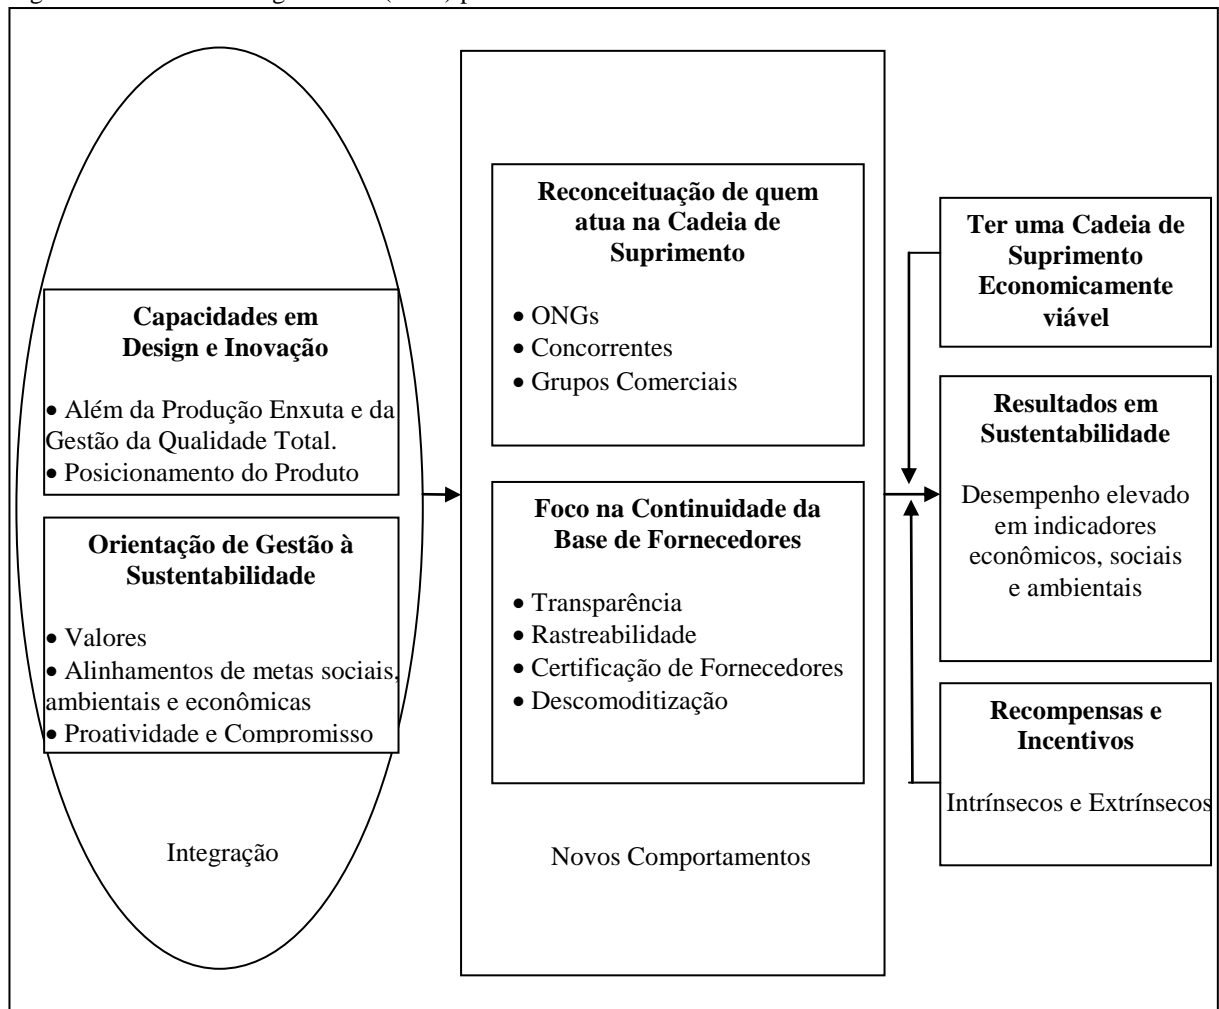 Capacidades em
Design e Inovação
• Além da Produção Enxuta e da
Gestão da Qualidade Total.
• Posicionamento do Produto
Orientação de Gestão à
Sustentabilidade
• Valores
• Alinhamentos de metas sociais,
ambientais e econômicas
• Proatividade e Compromisso
Integração
Reconceituação de quem
atua na Cadeia de
Suprimento
• ONGs
• Concorrentes
• Grupos Comerciais
Foco na Continuidade da
Base de Fornecedores
• Transparência
• Rastreabilidade
• Certificação de Fornecedores
• Descomoditização
Novos Comportamentos
Ter uma Cadeia de
Suprimento
Economicamente
viável
Resultados em
Sustentabilidade
Desempenho elevado
em indicadores
econômicos, sociais
e ambientais
Recompensas e
Incentivos
Intrínsecos e Extrínsecos